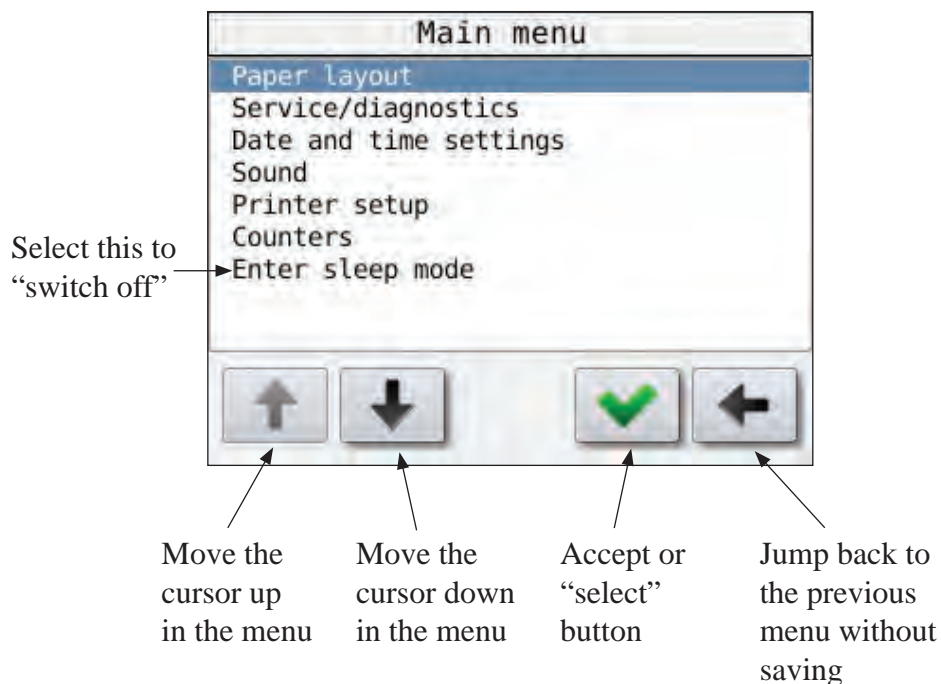 Main menu
Paper layout
Service/diagnostics
Date and time settings
Sound
Printer setup
Counters
Enter sleep mode
Select this to
“switch off”
Move the
cursor up
in the menu
Move the
cursor down
in the menu
Accept or
“select”
button
Jump back to
the previous
menu without
saving